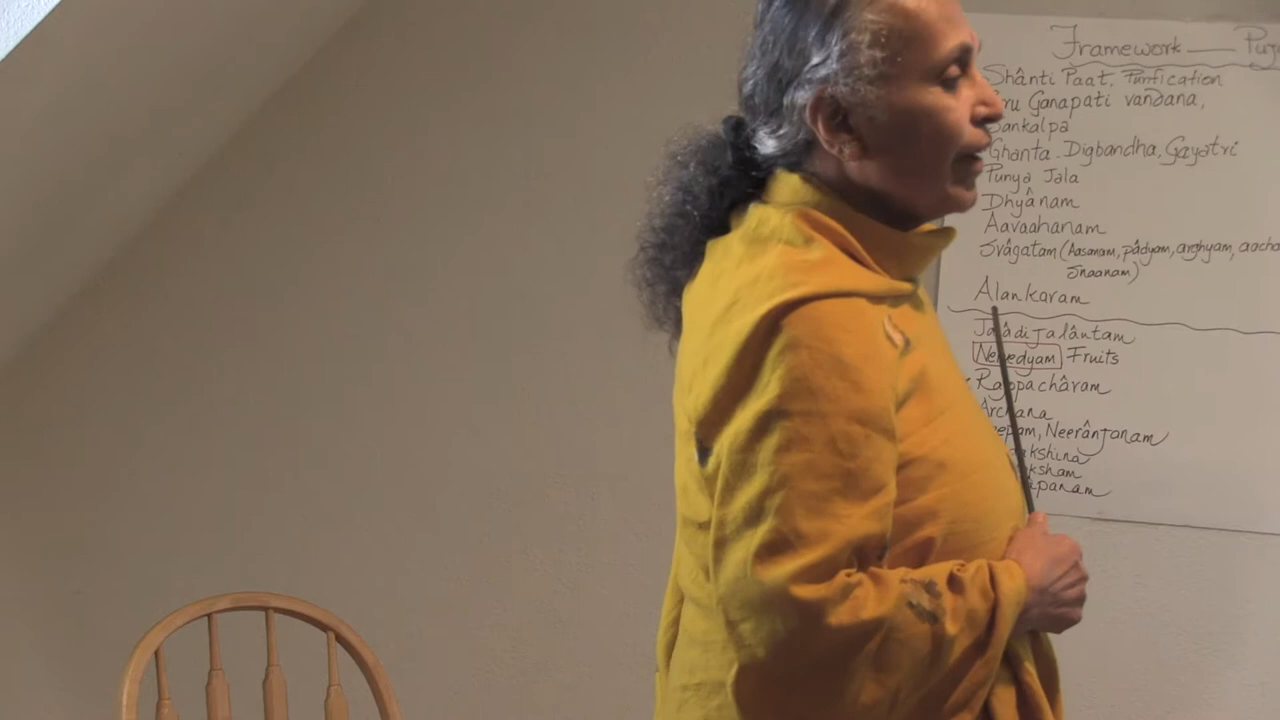 Framework —
Shânti Paat, Purification
Ganapati vandana,
Sankalpa
Ghanta Digbandha, Gayatri
Punya Jala
Dhyânam
Aavaahanam
Svâgatam (Aasanam, pâdyam, arghyam,
Snaanam)
Alankaram
Jalâdi jalântam
Neivedyam Fruits
Archana
Neerânjanam